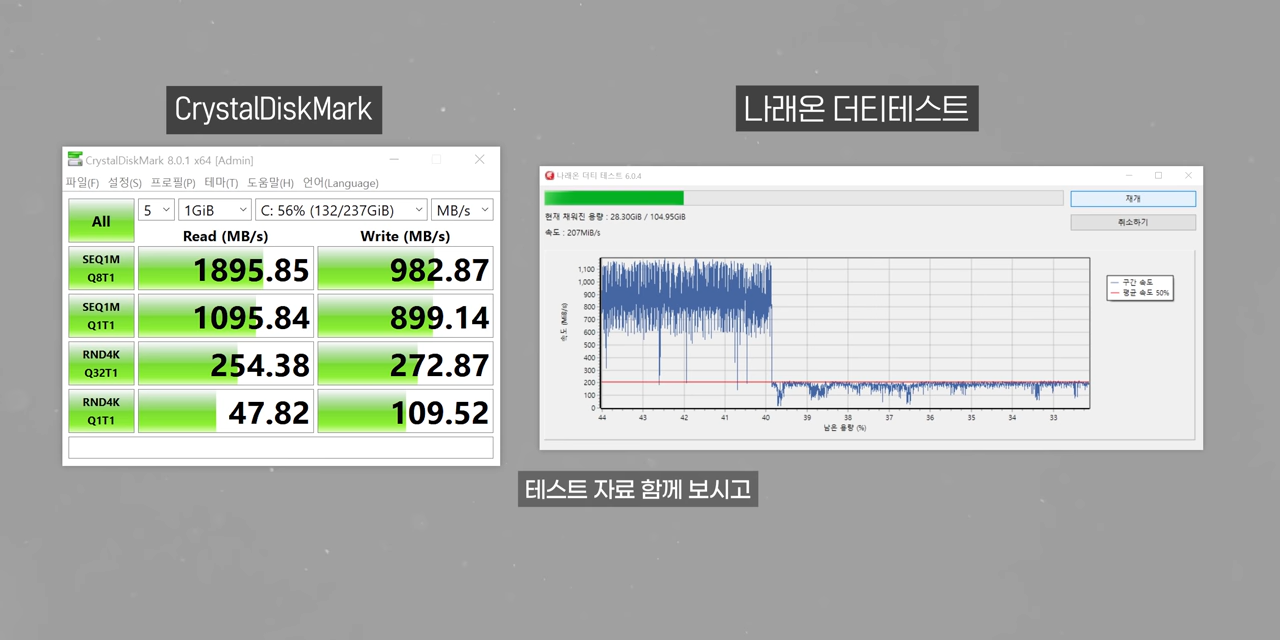 CrystalDiskMark
나래온 더티테스트
CrystalDiskMark 8.0.1 x64 [Admin]
파일(F) 설정(S) 프로필(P) 테마(T) 도움말(H) 언어(Language)
All
5
1GiB
C: 56% (132/237GiB)
MB/s
Read (MB/s)
Write (MB/s)
SEQ1M
Q8T1
1895.85
982.87
SEQ1M
Q1T1
1095.84
899.14
RND4K
Q32T1
254.38
272.87
RND4K
Q1T1
47.82
109.52
나래온 더티 테스트 6.0.4
재개
현재 채워진 용량 : 28.30GiB / 104.95GiB
취소하기
속도 : 207MiB/s
속도 (MiB/s)
1,100
1,000
900
800
700
600
500
400
300
200
100
0
44 43 42 41 40 39 38 37 36 35 34 33
남은 용량 (%)
구간 속도
평균 속도 50%
테스트 자료 함께 보시고